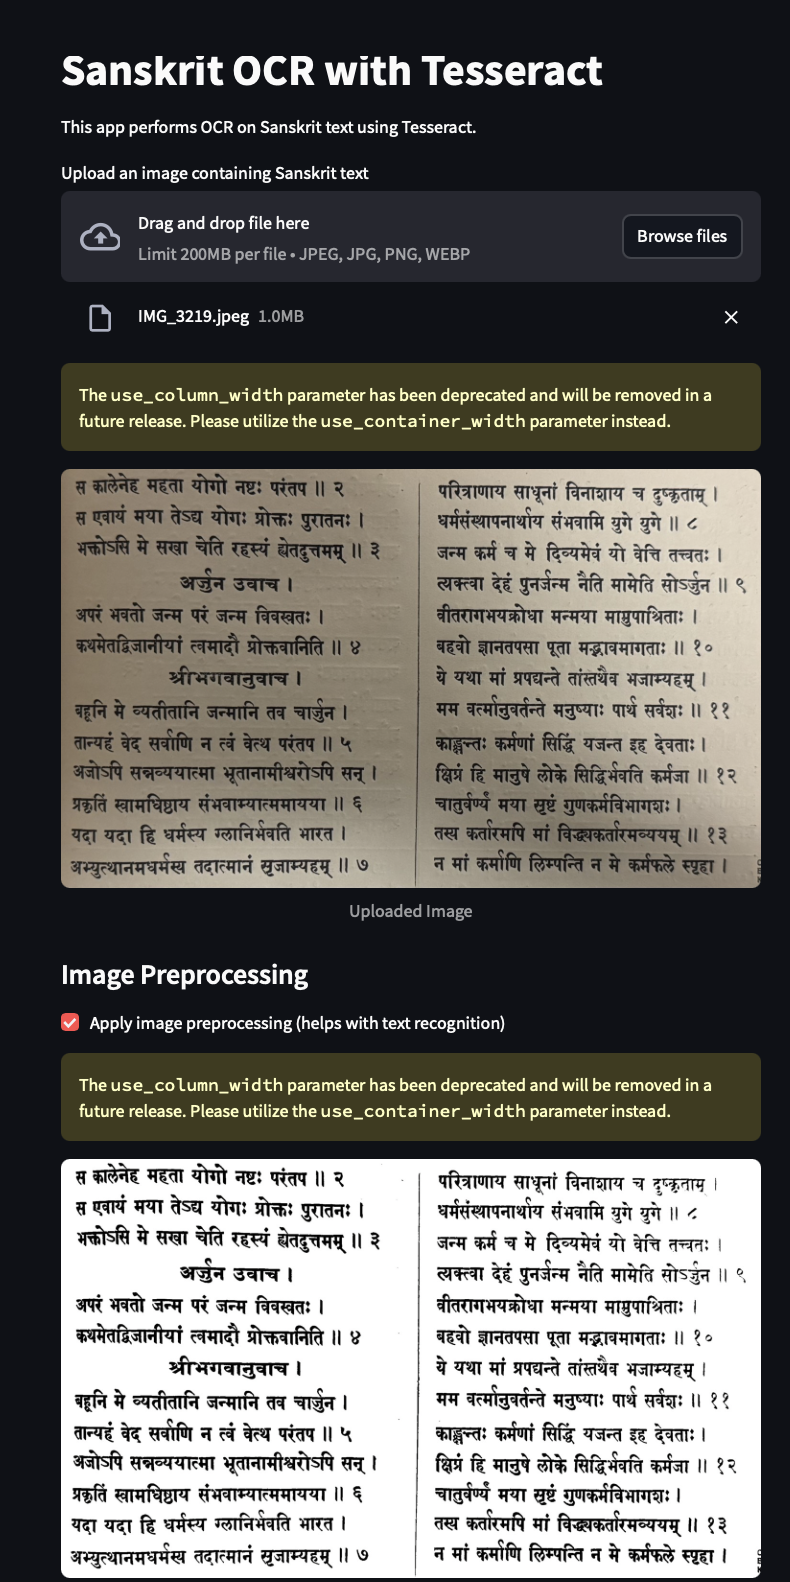 Sanskrit OCR with Tesseract
This app performs OCR on Sanskrit text using Tesseract.
Upload an image containing Sanskrit text
Drag and drop file here
Limit 200MB per file • JPEG, JPG, PNG, WEBP
Browse files
IMG_3219.jpeg 1.0MB
The use_column_width parameter has been deprecated and will be removed in a
future release. Please utilize the use_container_width parameter instead.
स कालेनेह महता योगो नष्टः परंतप ॥ २
स एवायं मया तेऽद्य योगः प्रोक्तः पुरातनः ।
भक्तोऽसि मे सखा चेति रहस्यं ह्येतदुत्तमम् ॥ ३
अर्जुन उवाच ।
अपरं भवतो जन्म परं जन्म विवस्वतः ।
कथमेतद्विजानीयां त्वमादौ प्रोक्तवानिति ॥ ४
श्रीभगवानुवाच ।
बहूनि मे व्यतीतानि जन्मानि तव चार्जुन ।
तान्यहं वेद सर्वाणि न त्वं वेत्थ परंतप ॥ ५
अजोऽपि सन्नव्ययात्मा भूतानामीश्वरोऽपि सन् ।
प्रकृतिं स्वामधिष्ठाय संभवाम्यात्ममायया ॥ ६
यदा यदा हि धर्मस्य ग्लानिर्भवति भारत ।
अभ्युत्थानमधर्मस्य तदात्मानं सृजाम्यहम् ॥ ७
परित्राणाय साधूनां विनाशाय च दुष्कृताम् ।
धर्मसंस्थापनार्थाय संभवामि युगे युगे ॥ ८
जन्म कर्म च मे दिव्यमेवं यो वेत्ति तत्त्वतः ।
त्यक्त्वा देहं पुनर्जन्म नैति मामेति सोऽर्जुन ॥ ९
वीतरागभयक्रोधा मन्मया मामुपाश्रिताः ।
बहवो ज्ञानतपसा पूता मद्भावमागताः ॥ १०
ये यथा मां प्रपद्यन्ते तांस्तथैव भजाम्यहम् ।
मम वर्त्मानुवर्तन्ते मनुष्याः पार्थ सर्वशः ॥ ११
काङ्क्षन्तः कर्मणां सिद्धिं यजन्त इह देवताः ।
क्षिप्रं हि मानुषे लोके सिद्धिर्भवति कर्मजा ॥ १२
चातुर्वर्ण्यं मया सृष्टं गुणकर्मविभागशः ।
तस्य कर्तारमपि मां विद्ध्यकर्तारमव्ययम् ॥ १३
न मां कर्माणि लिम्पन्ति न मे कर्मफले स्पृहा ।
Uploaded Image
Image Preprocessing
Apply image preprocessing (helps with text recognition)
The use_column_width parameter has been deprecated and will be removed in a
future release. Please utilize the use_container_width parameter instead.
स कालेनेह महता योगो नष्टः परंतप ॥ २
स एवायं मया तेऽद्य योगः प्रोक्तः पुरातनः ।
भक्तोऽसि मे सखा चेति रहस्यं ह्येतदुत्तमम् ॥ ३
अर्जुन उवाच ।
अपरं भवतो जन्म परं जन्म विवस्वतः ।
कथमेतद्विजानीयां त्वमादौ प्रोक्तवानिति ॥ ४
श्रीभगवानुवाच ।
बहूनि मे व्यतीतानि जन्मानि तव चार्जुन ।
तान्यहं वेद सर्वाणि न त्वं वेत्थ परंतप ॥ ५
अजोऽपि सन्नव्ययात्मा भूतानामीश्वरोऽपि सन् ।
प्रकृतिं स्वामधिष्ठाय संभवाम्यात्ममायया ॥ ६
यदा यदा हि धर्मस्य ग्लानिर्भवति भारत ।
अभ्युत्थानमधर्मस्य तदात्मानं सृजाम्यहम् ॥ ७
परित्राणाय साधूनां विनाशाय च दुष्कृताम् ।
धर्मसंस्थापनार्थाय संभवामि युगे युगे ॥ ८
जन्म कर्म च मे दिव्यमेवं यो वेत्ति तत्त्वतः ।
त्यक्त्वा देहं पुनर्जन्म नैति मामेति सोऽर्जुन ॥ ९
वीतरागभयक्रोधा मन्मया मामुपाश्रिताः ।
बहवो ज्ञानतपसा पूता मद्भावमागताः ॥ १०
ये यथा मां प्रपद्यन्ते तांस्तथैव भजाम्यहम् ।
मम वर्त्मानुवर्तन्ते मनुष्याः पार्थ सर्वशः ॥ ११
काङ्क्षन्तः कर्मणां सिद्धिं यजन्त इह देवताः ।
क्षिप्रं हि मानुषे लोके सिद्धिर्भवति कर्मजा ॥ १२
चातुर्वर्ण्यं मया सृष्टं गुणकर्मविभागशः ।
तस्य कर्तारमपि मां विद्ध्यकर्तारमव्ययम् ॥ १३
न मां कर्माणि लिम्पन्ति न मे कर्मफले स्पृहा ।